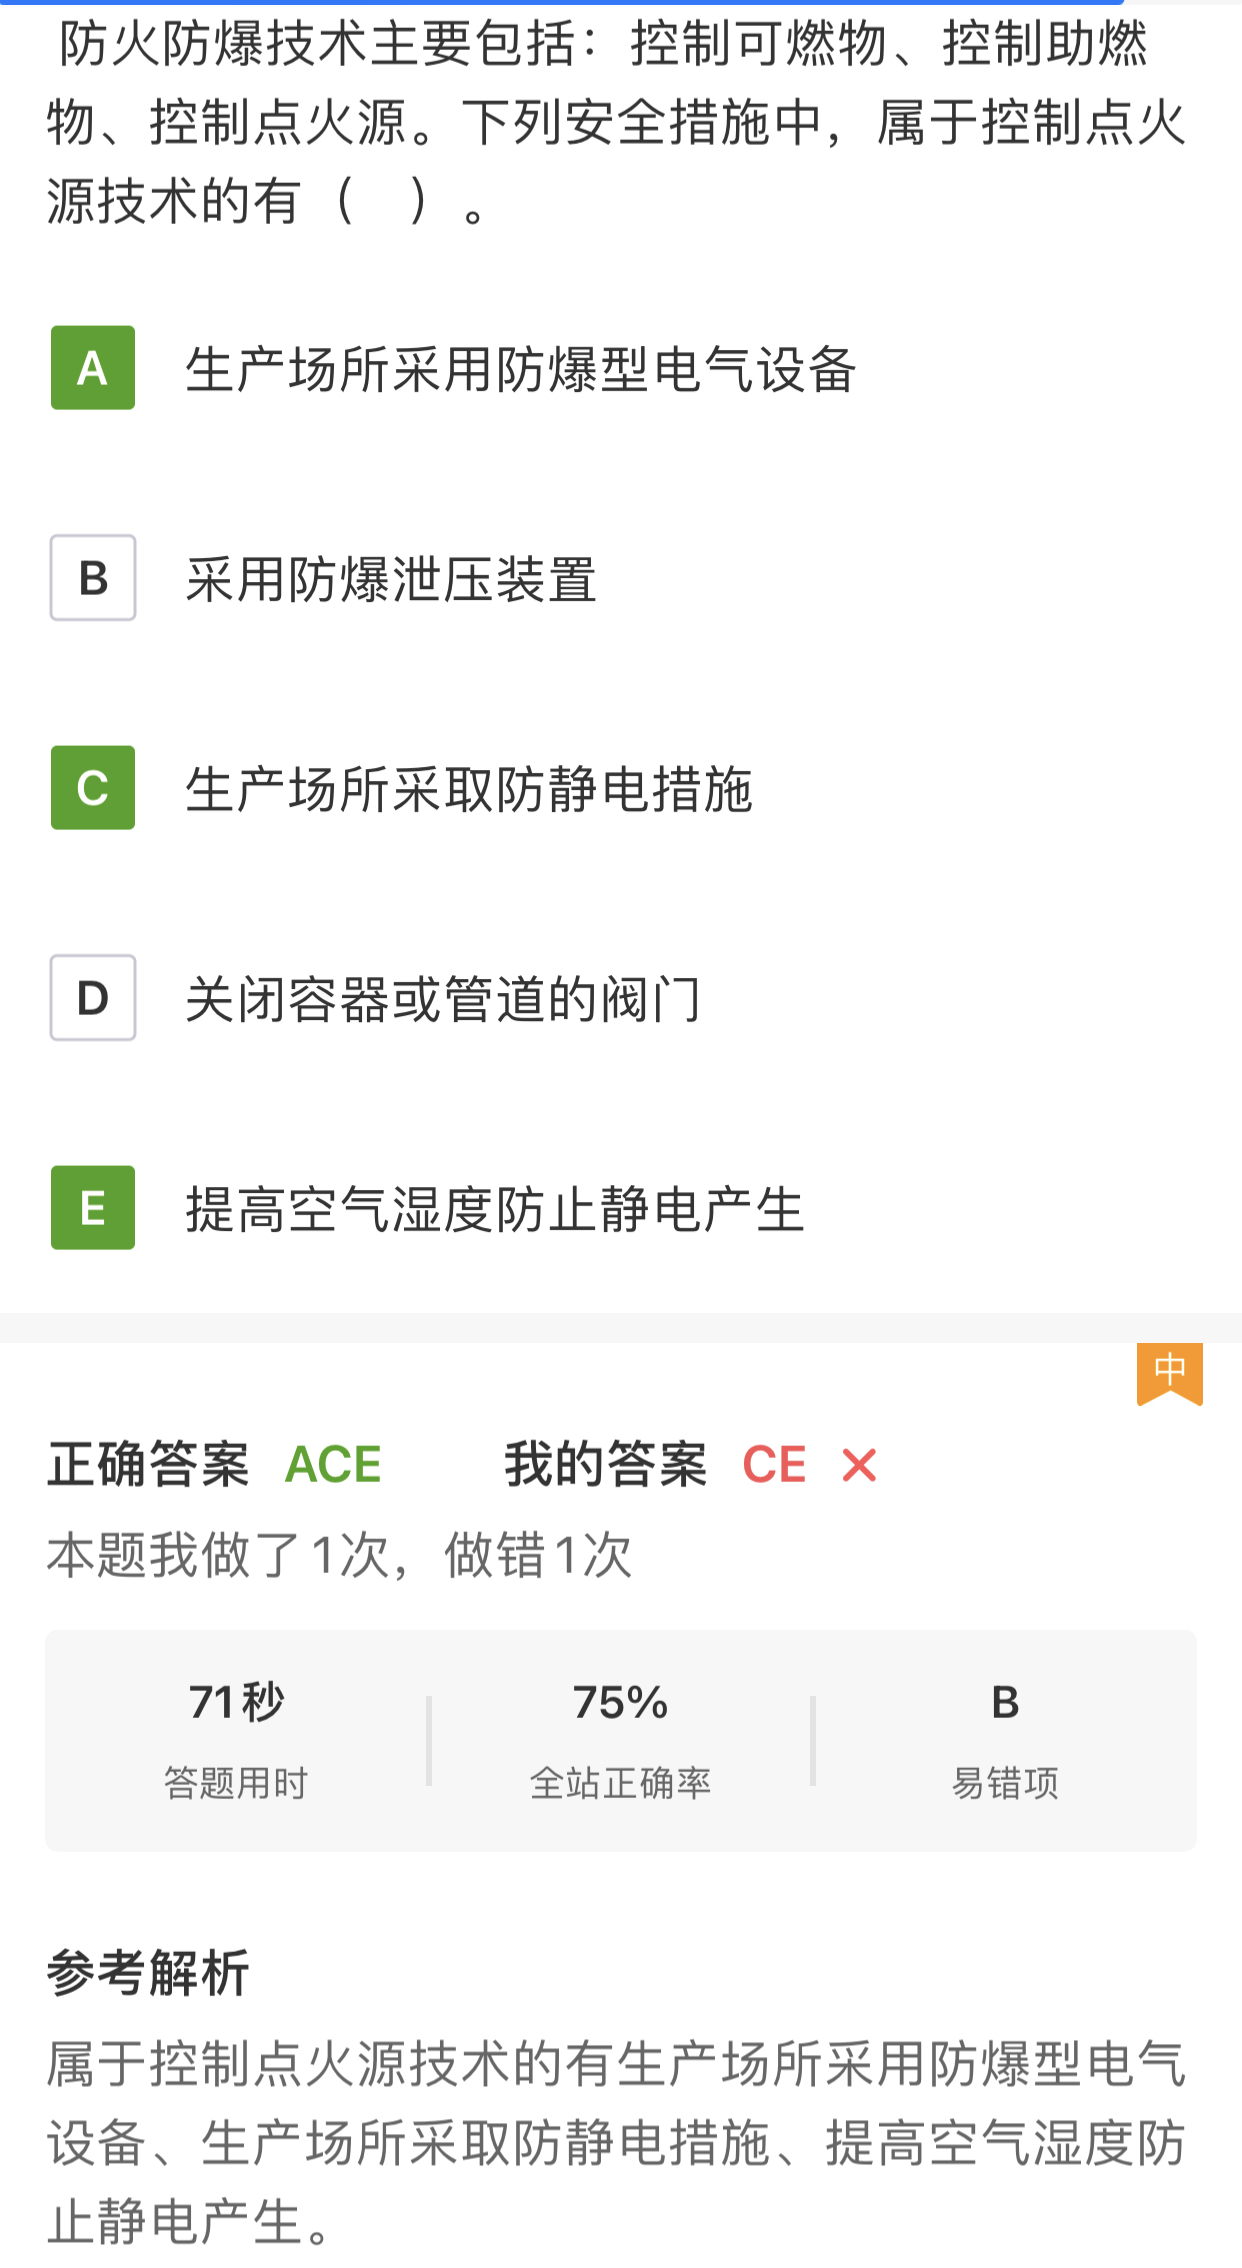 防火防爆技术主要包括：控制可燃物、控制助燃
物、控制点火源。下列安全措施中，属于控制点火
源技术的有（ ）。
A 生产场所采用防爆型电气设备
B 采用防爆泄压装置
C 生产场所采取防静电措施
D 关闭容器或管道的阀门
E 提高空气湿度防止静电产生
中
正确答案 ACE 我的答案 CE ×
本题我做了1次，做错1次
71秒 75% B
答题用时 全站正确率 易错项
参考解析
属于控制点火源技术的有生产场所采用防爆型电气
设备、生产场所采取防静电措施、提高空气湿度防
止静电产生。